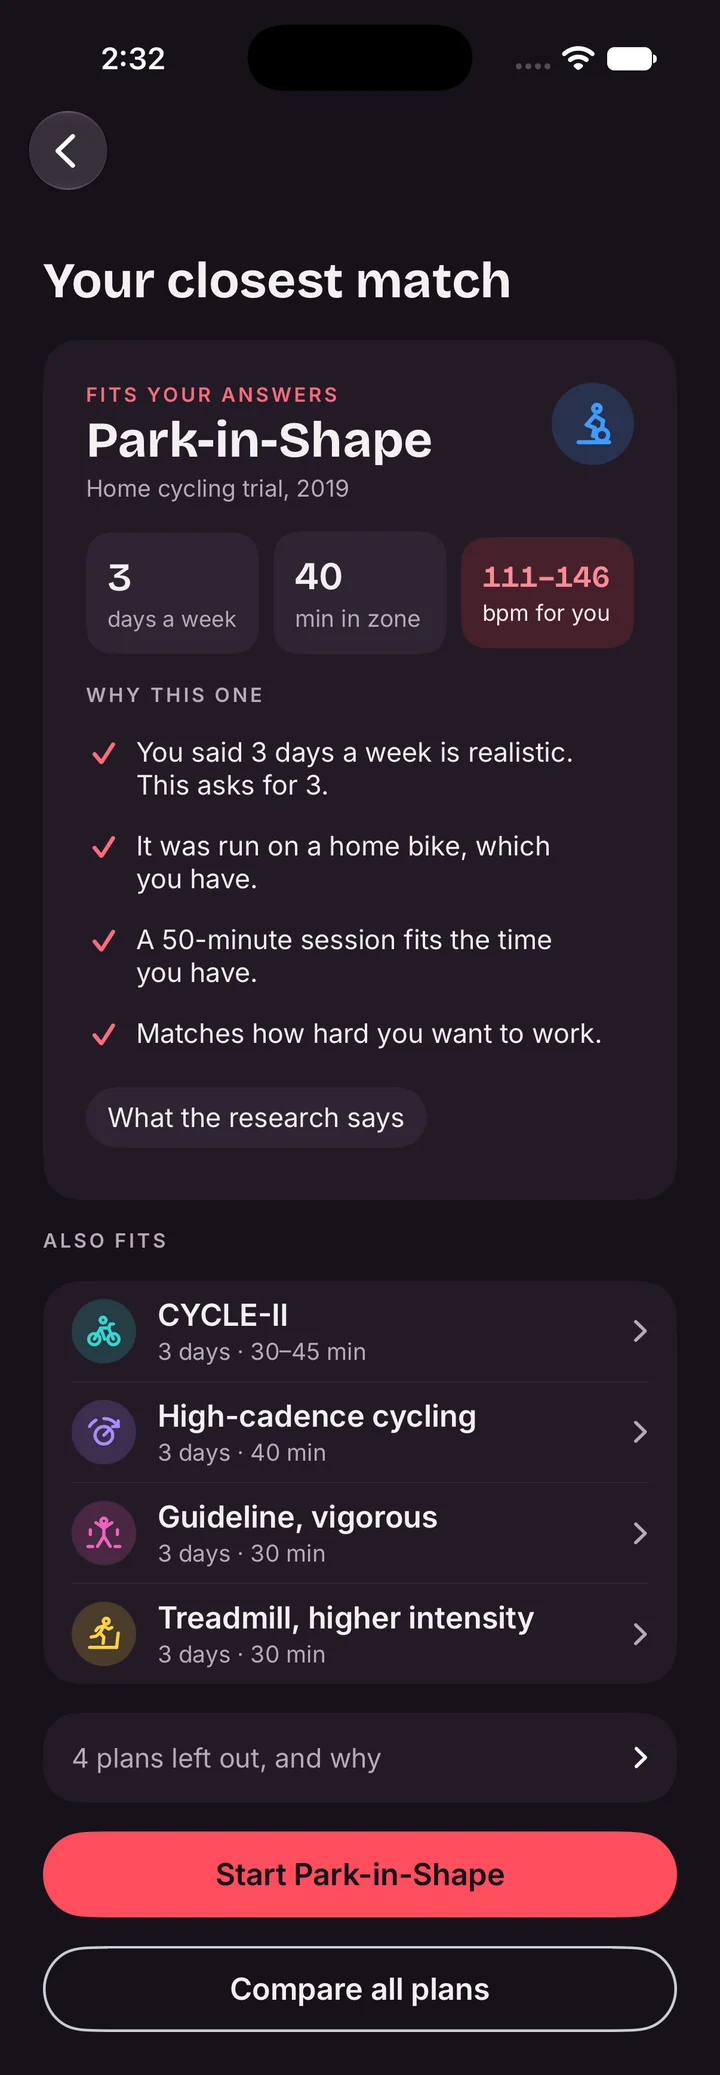 2:32
Your closest match
FITS YOUR ANSWERS
Park-in-Shape
Home cycling trial, 2019
3
days a week
40
min in zone
111–146
bpm for you
WHY THIS ONE
You said 3 days a week is realistic.
This asks for 3.
It was run on a home bike, which
you have.
A 50-minute session fits the time
you have.
Matches how hard you want to work.
What the research says
ALSO FITS
CYCLE-II
3 days · 30–45 min
High-cadence cycling
3 days · 40 min
Guideline, vigorous
3 days · 30 min
Treadmill, higher intensity
3 days · 30 min
4 plans left out, and why
Start Park-in-Shape
Compare all plans